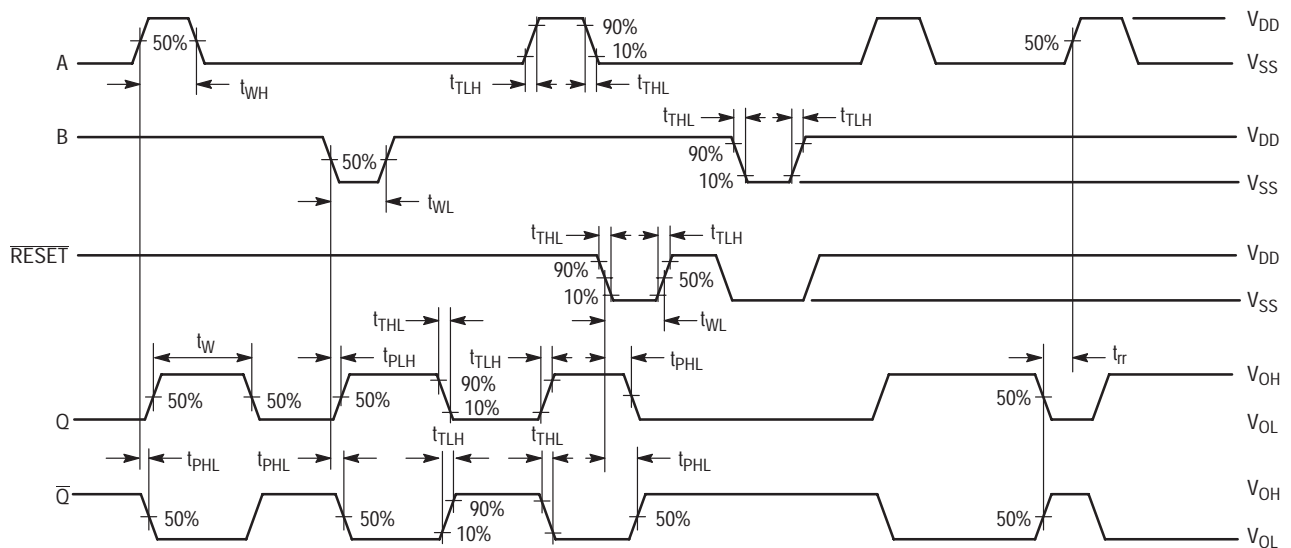 A 50% 90% 10% 50% V_DD
V_SS
t_WH t_TLH t_THL
B 50% t_THL t_TLH V_DD
90%
10% V_SS
t_WL
RESET t_THL t_TLH V_DD
90% 50%
10% V_SS
t_THL t_WL
t_W t_PLH t_TLH t_PHL t_rr
Q 50% 50% 50% 90% 50% V_OH
10% V_OL
t_PHL t_PHL t_TLH t_THL t_PHL
Q 50% 50% 90% 50% 50% V_OH
10% V_OL